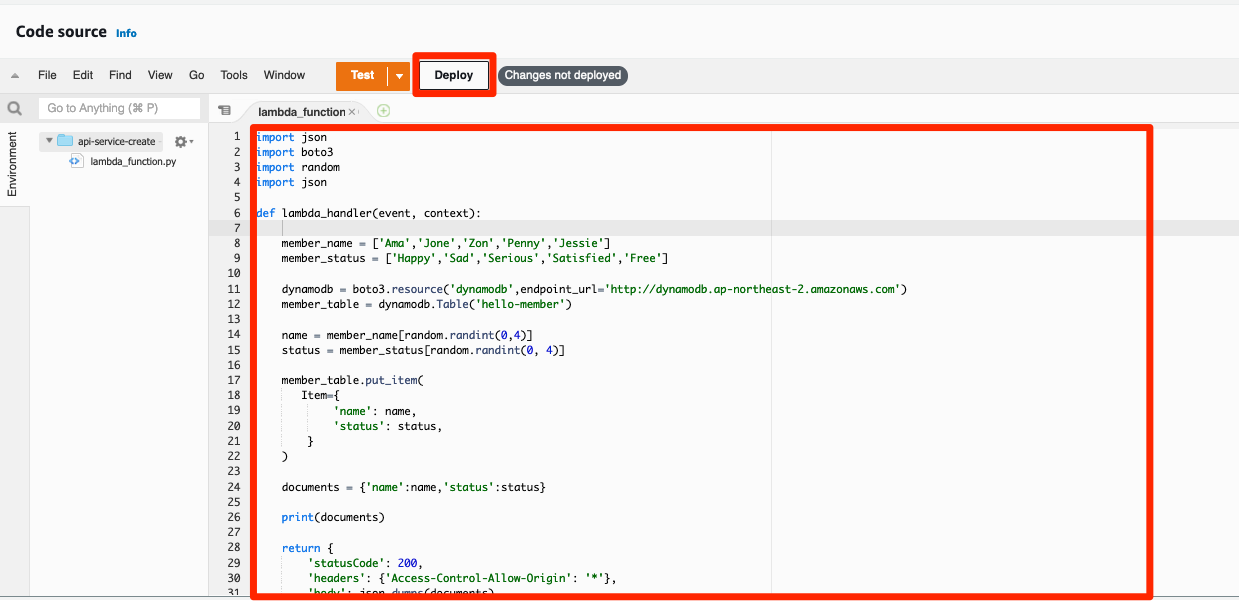 Code source Info
File Edit Find View Go Tools Window Test Deploy Changes not deployed
Go to Anything (⌘ P) lambda_function ×
Environment
api-service-create
lambda_function.py
1 import json
2 import boto3
3 import random
4 import json
5
6 def lambda_handler(event, context):
7
8 member_name = ['Ama','Jone','Zon','Penny','Jessie']
9 member_status = ['Happy','Sad','Serious','Satisfied','Free']
10
11 dynamodb = boto3.resource('dynamodb',endpoint_url='http://dynamodb.ap-northeast-2.amazonaws.com')
12 member_table = dynamodb.Table('hello-member')
13
14 name = member_name[random.randint(0,4)]
15 status = member_status[random.randint(0, 4)]
16
17 member_table.put_item(
18 Item={
19 'name': name,
20 'status': status,
21 }
22 )
23
24 documents = {'name':name,'status':status}
25
26 print(documents)
27
28 return {
29 'statusCode': 200,
30 'headers': {'Access-Control-Allow-Origin': '*'},
31 'body': json.dumps(documents)